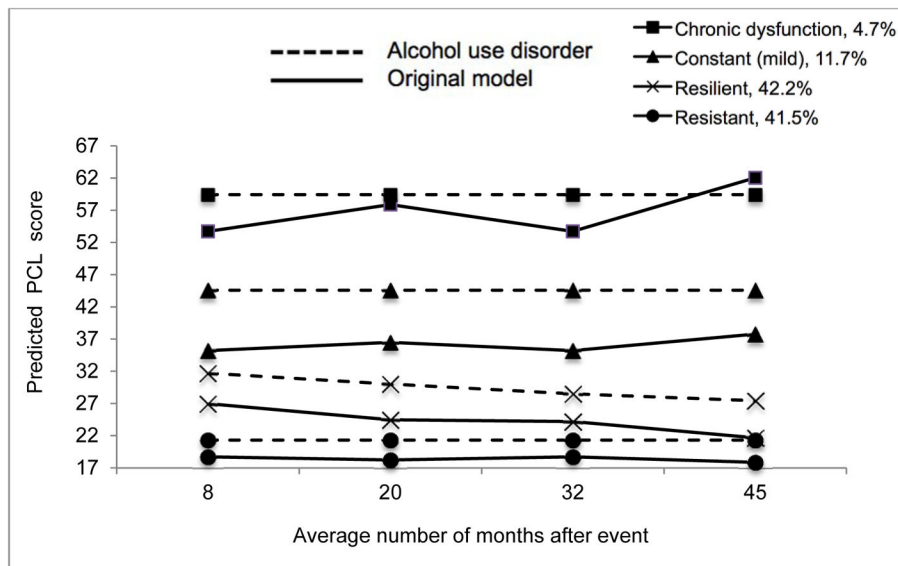 Alcohol use disorder
Original model
Chronic dysfunction, 4.7%
Constant (mild), 11.7%
Resilient, 42.2%
Resistant, 41.5%
Predicted PCL score
67
62
57
52
47
42
37
32
27
22
17
8 20 32 45
Average number of months after event